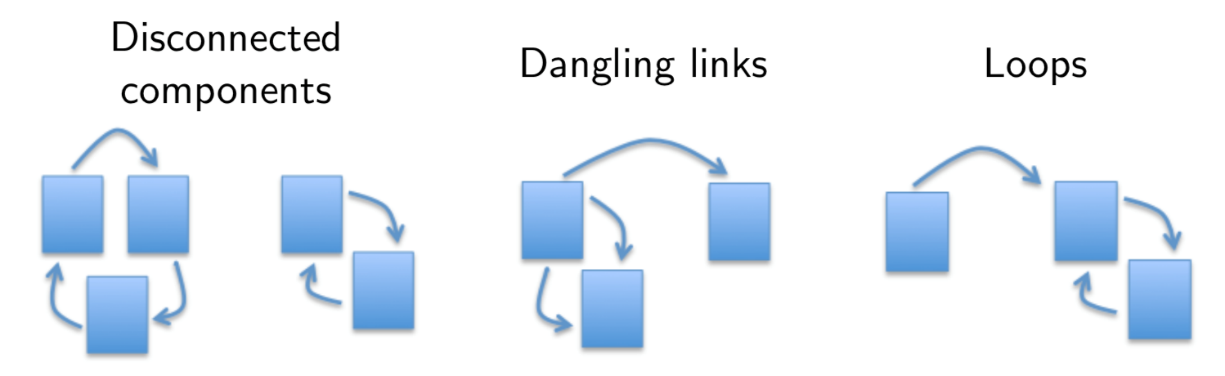 Disconnected
components
Dangling links
Loops